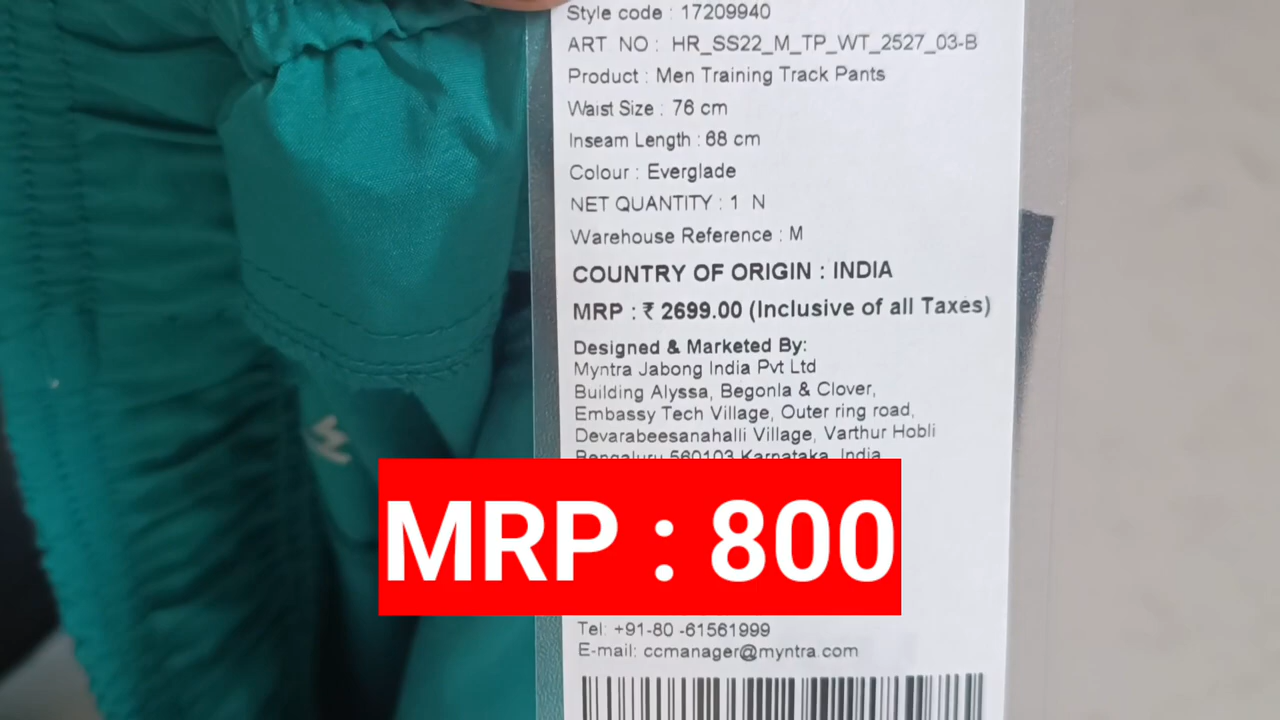 Style code : 17209940
ART NO : HR_SS22_M_TP_WT_2527_03-B
Product : Men Training Track Pants
Waist Size : 76 cm
Inseam Length : 68 cm
Colour : Everglade
NET QUANTITY : 1 N
Warehouse Reference : M
COUNTRY OF ORIGIN : INDIA
MRP : ₹ 2699.00 (Inclusive of all Taxes)
Designed & Marketed By:
Myntra Jabong India Pvt Ltd
Building Alyssa, Begonla & Clover,
Embassy Tech Village, Outer ring road,
Devarabeesanahalli Village, Varthur Hobli
Bengaluru 560103 Karnataka, India
MRP : 800
Tel: +91-80 -61561999
E-mail: ccmanager@myntra.com